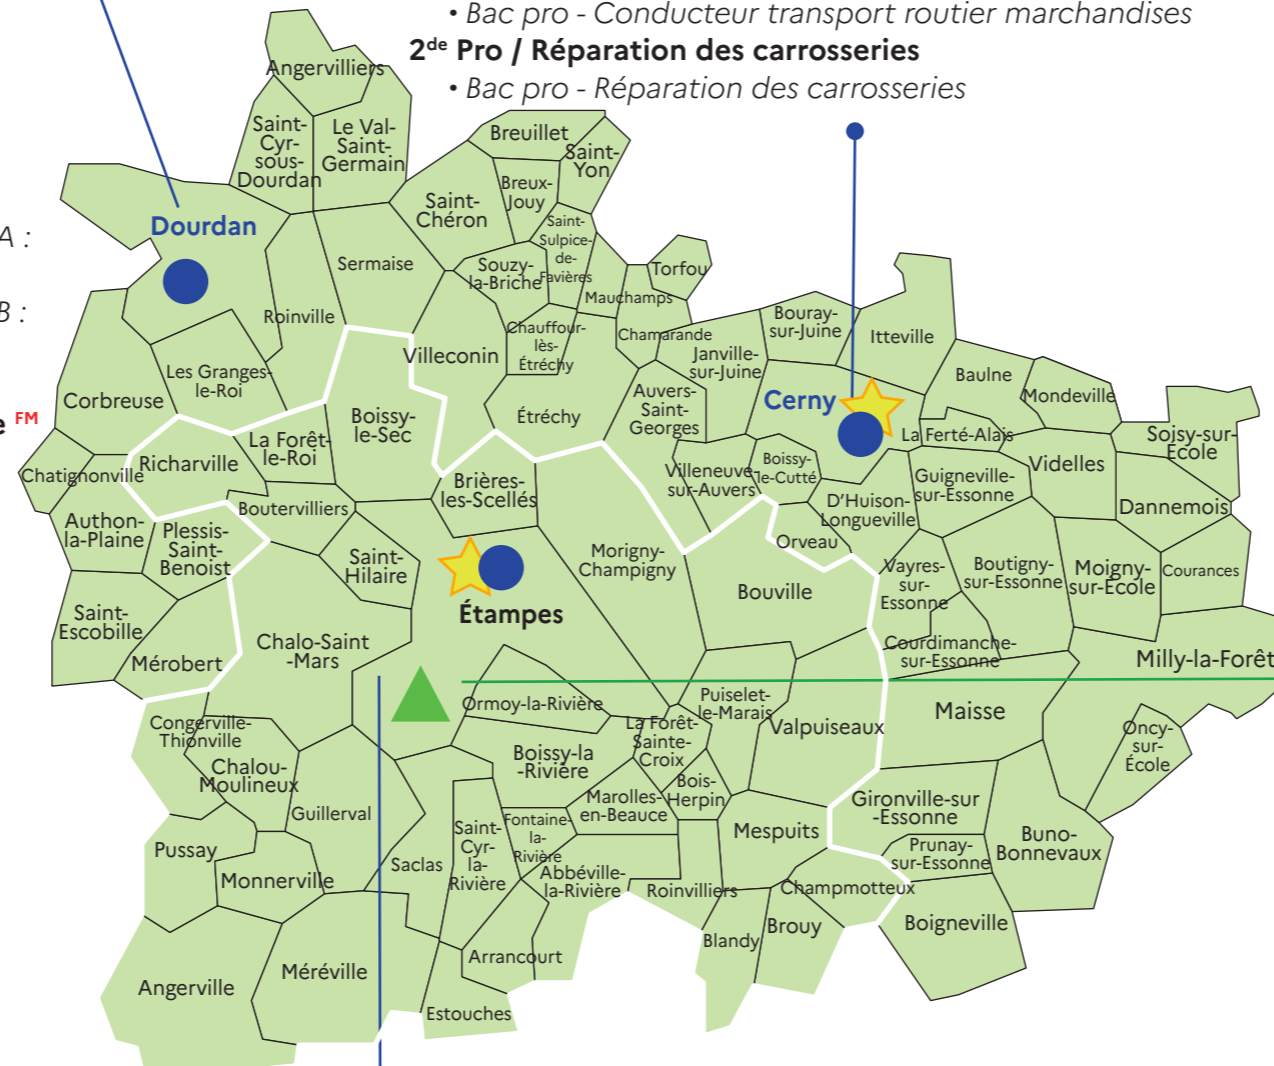 • Bac pro - Conducteur transport routier marchandises
2de Pro / Réparation des carrosseries
• Bac pro - Réparation des carrosseries
Angervilliers
Saint-
Cyr-
sous-
Dourdan
Le Val-
Saint-
Germain
Breuillet
Saint-
Yon
Breux-
Jouy
Saint-
Chéron
Dourdan
A :
Saint-
Sulpice-
de-
Favières
Sermaise
Souzy-
la-Briche
Torfou
Mauchamps
B :
Roinville
Chamarande
Bouray-
sur-Juine
Itteville
Villeconin
Chauffour-
lès-
Étréchy
Janville-
sur-Juine
Les Granges-
le-Roi
Baulne
Mondeville
Corbreuse
Cerny
Auvers-
Saint-
Georges
Étréchy
Boissy-
le-Sec
e FM
La Forêt-
le-Roi
La Ferté-Alais
Soisy-sur-
École
Chatignonville
Richarville
Villeneuve-
sur-Auvers
Boissy-
le-Cutté
Guigneville-
sur-Essonne
Videlles
Brières-
les-Scellés
Boutervilliers
D'Huison-
Longueville
Dannemois
Authon-
la-Plaine
Plessis-
Saint-
Benoist
Orveau
Saint-
Hilaire
Morigny-
Champigny
Vayres-
sur-
Essonne
Boutigny-
sur-Essonne
Moigny-
sur-École
Courances
Bouville
Étampes
Saint-
Escobille
Chalo-Saint
-Mars
Mérobert
Courdimanche-
sur-Essonne
Milly-la-Forêt
Ormoy-la-Rivière
Puiselet-
le-Marais
Valpuiseaux
Maisse
Congerville-
Thionville
La Forêt-
Sainte-
Croix
Oncy-
sur-
École
Boissy-la
-Rivière
Chalou-
Moulineux
Bois-
Herpin
Marolles-
en-Beauce
Guillerval
Gironville-sur
-Essonne
Mespuits
Fontaine-
la-
Rivière
Saint-
Cyr-
la-
Rivière
Buno-
Bonnevaux
Pussay
Prunay-
sur-Essonne
Saclas
Monnerville
Abbéville-
la-Rivière
Roinvilliers
Champmotteux
Blandy
Brouy
Boigneville
Arrancourt
Méréville
Angerville
Estouches